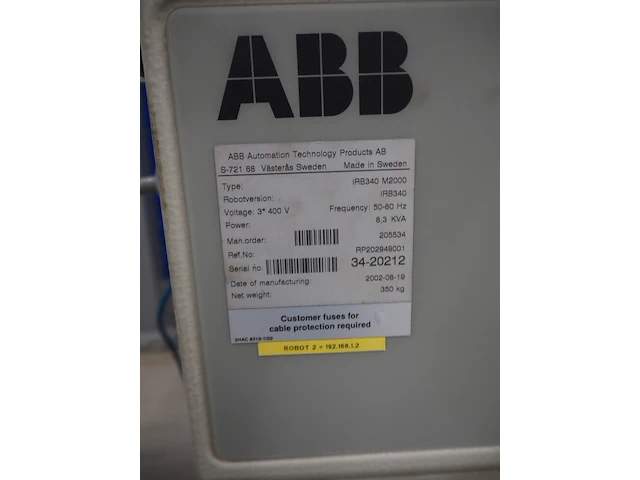 ABB
ABB Automation Technology Products AB
S-721 68 Västerås Sweden Made in Sweden
Type: IRB340 M2000
Robotversion: IRB340
Voltage: 3* 400 V Frequency: 50-60 Hz
Power: 8,3 KVA
Man.order: 205534
Ref.No: RP202949001
Serial no: 34-20212
Date of manufacturing: 2002-08-19
Net weight: 350 kg
Customer fuses for
cable protection required
ROBOT 2 = 192.168.1.2